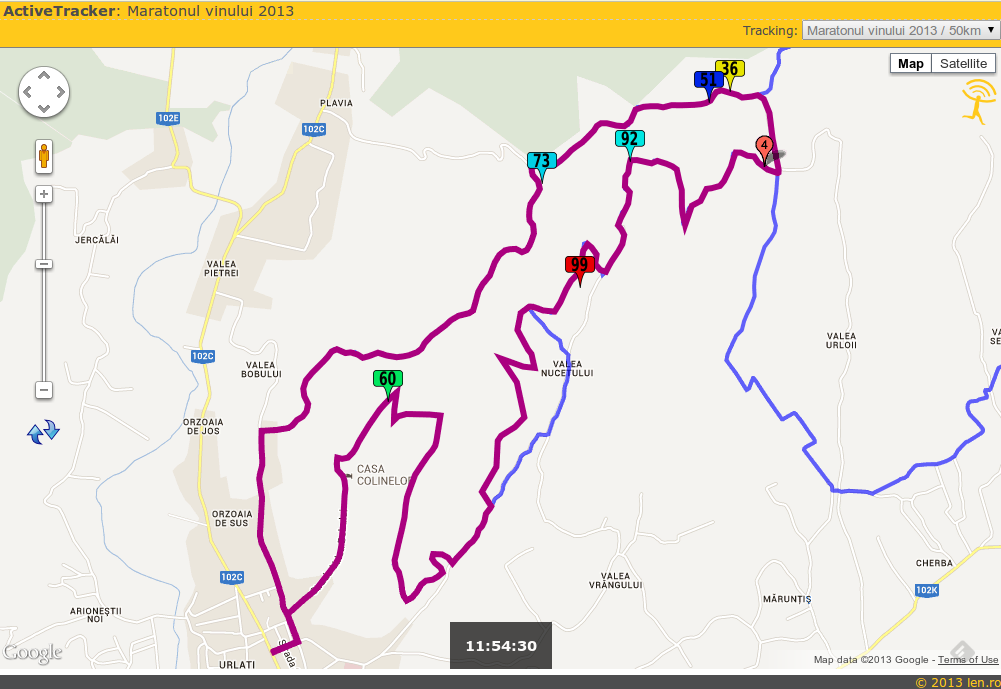 ActiveTracker: Maratonul vinului 2013
Tracking: Maratonul vinului 2013 / 50km
Map Satellite
36
51
PLAVIA
102E
102C
92
4
73
JERCĂLĂI
VALEA
PIETREI
99
VALEA
URLOII
VA
SE
102C
VALEA
BOBULUI
VALEA
NUCETULUI
60
ORZOAIA
DE JOS
CASA
COLINELOR
ORZOAIA
DE SUS
102C
VALEA
VRÂNGULUI
CHERBA
102K
MĂRUNȚIȘ
ARIONEȘTII
NOI
11:54:30
Google
URLATI
Strada
Map data ©2013 Google - Terms of Use
© 2013 len.ro